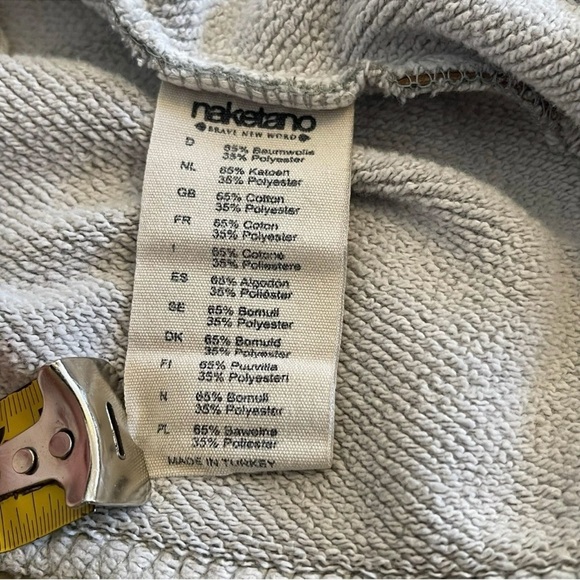 naketano
BRAVE NEW WORD
D 65% Baumwolle
35% Polyester
NL 65% Katoen
35% Polyester
GB 65% Cotton
35% Polyester
FR 65% Coton
35% Polyester
I 65% Cotone
35% Poliestere
ES 65% Algodón
35% Poliéster
SE 65% Bomull
35% Polyester
DK 65% Bomuld
35% Polyester
FI 65% Puuvilla
35% Polyesteri
N 65% Bomull
35% Polyester
PL 65% Bawelna
35% Poliester
MADE IN TURKEY